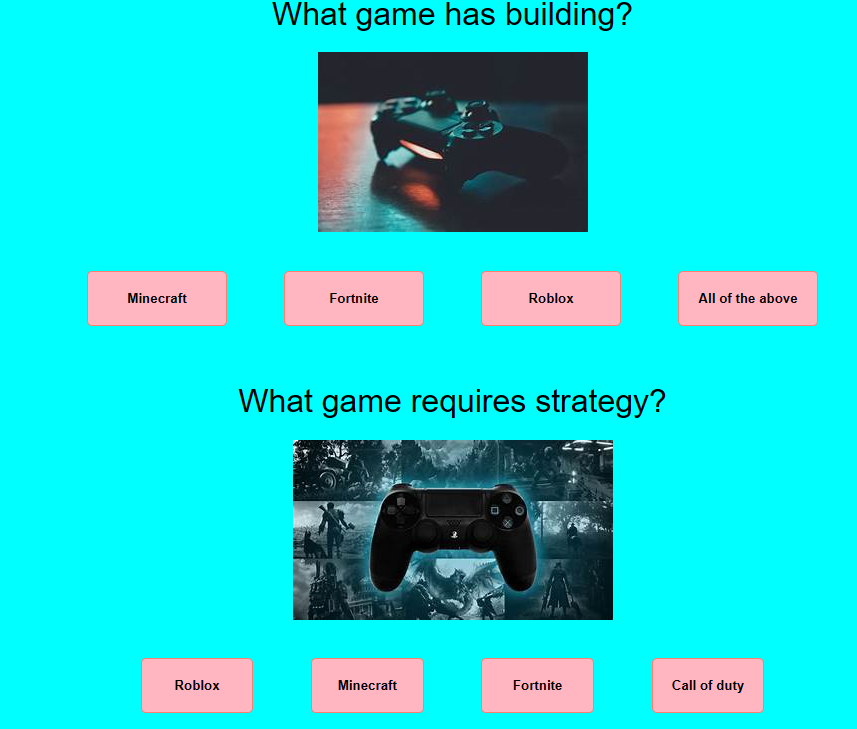 What game has building?
Minecraft
Fortnite
Roblox
All of the above
What game requires strategy?
Roblox
Minecraft
Fortnite
Call of duty